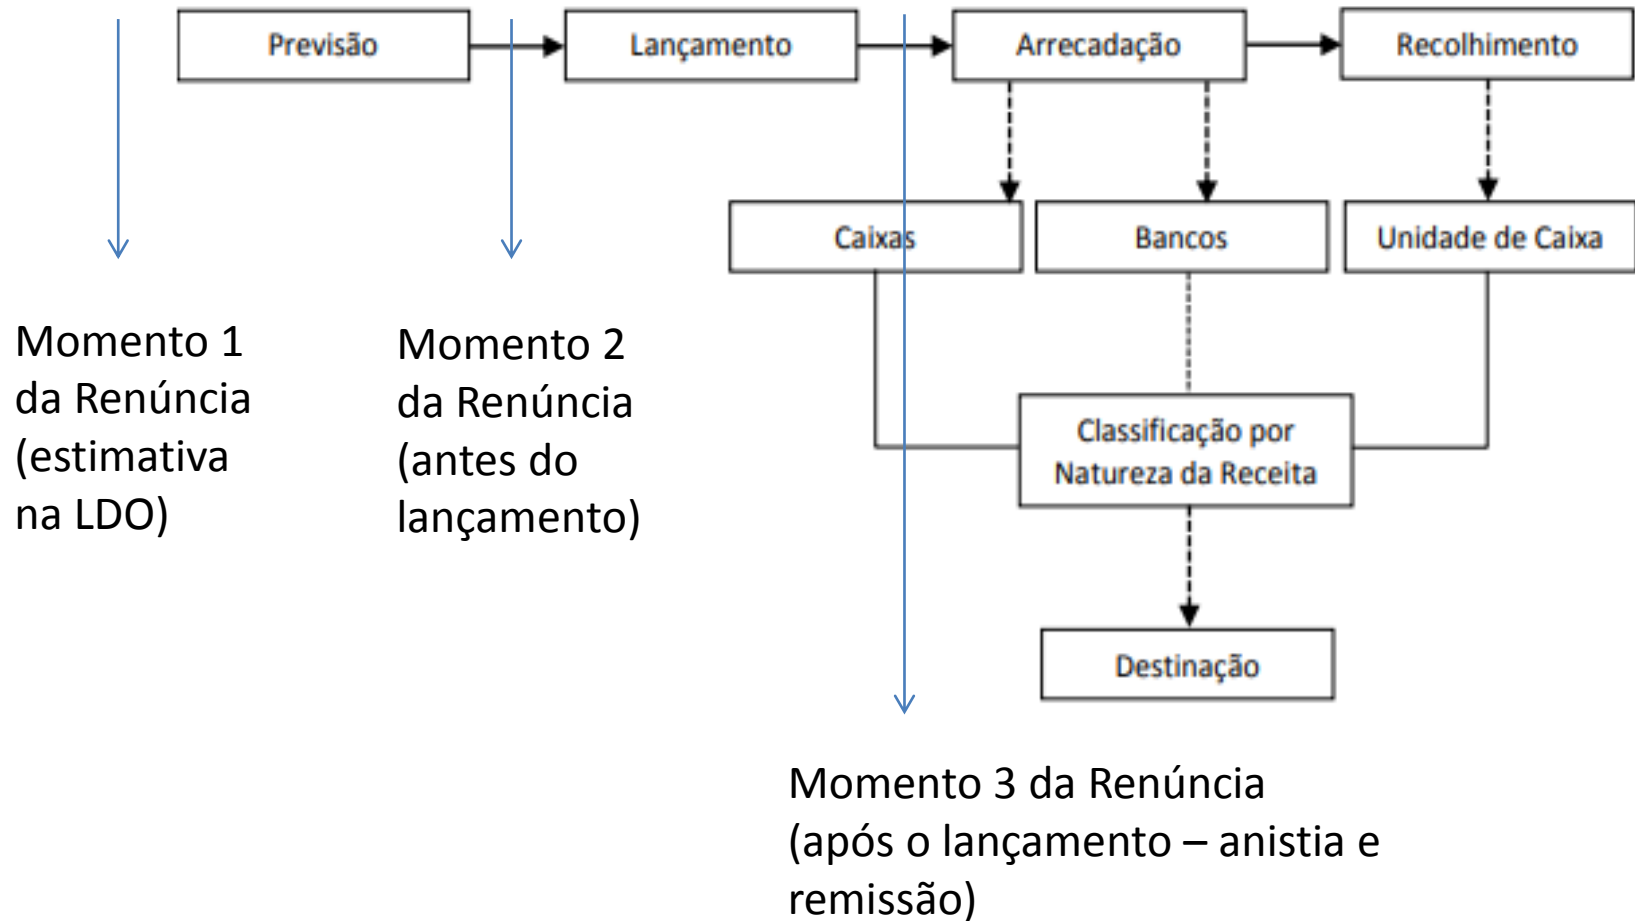 Previsão
Lançamento
Arrecadação
Recolhimento
Caixas
Bancos
Unidade de Caixa
Momento 1
da Renúncia
(estimativa
na LDO)
Momento 2
da Renúncia
(antes do
lançamento)
Classificação por
Natureza da Receita
Destinação
Momento 3 da Renúncia
(após o lançamento – anistia e
remissão)